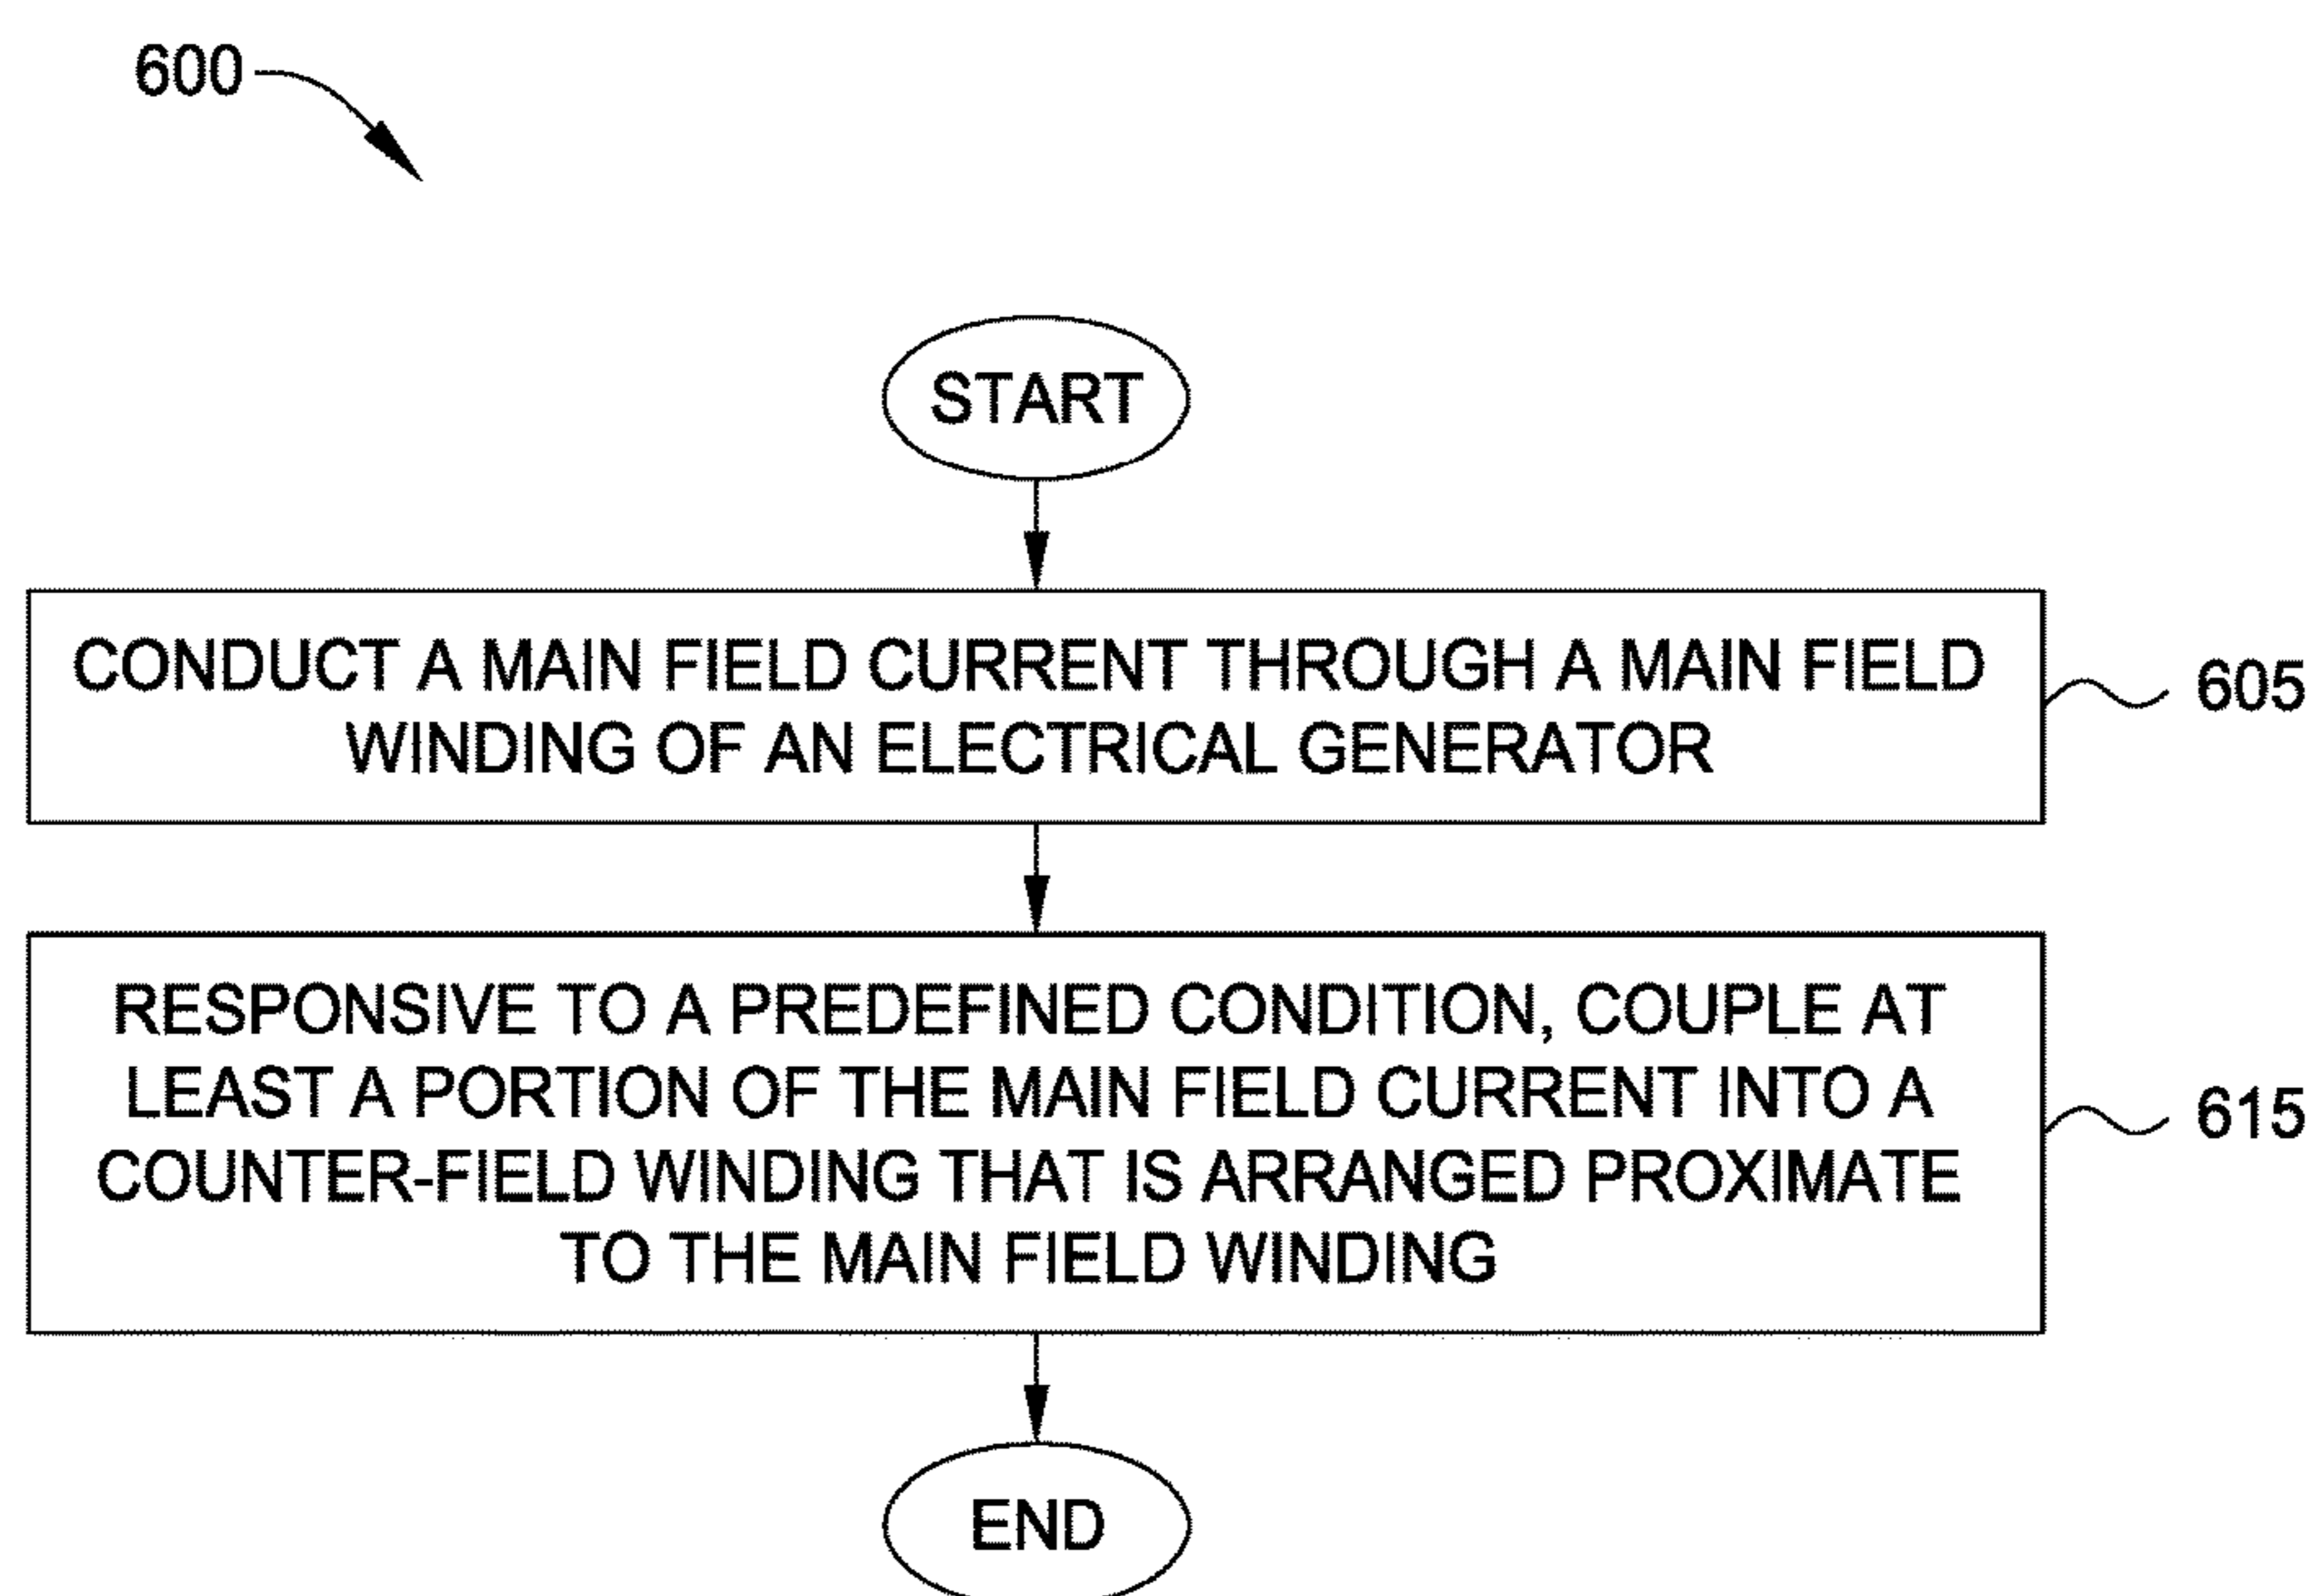 600
START
CONDUCT A MAIN FIELD CURRENT THROUGH A MAIN FIELD
WINDING OF AN ELECTRICAL GENERATOR
605
RESPONSIVE TO A PREDEFINED CONDITION, COUPLE AT
LEAST A PORTION OF THE MAIN FIELD CURRENT INTO A
COUNTER-FIELD WINDING THAT IS ARRANGED PROXIMATE
TO THE MAIN FIELD WINDING
615
END